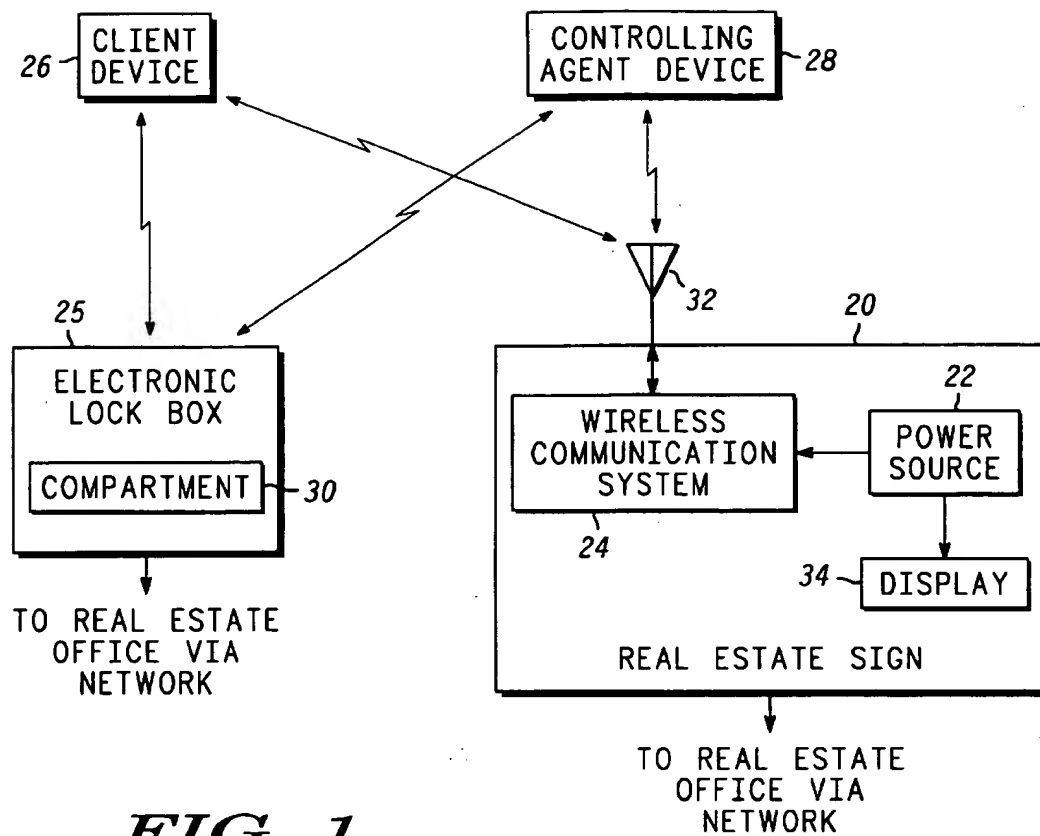 26
CLIENT
DEVICE
CONTROLLING
AGENT DEVICE
28
32
25
ELECTRONIC
LOCK BOX
COMPARTMENT
30
TO REAL ESTATE
OFFICE VIA
NETWORK
20
WIRELESS
COMMUNICATION
SYSTEM
24
22
POWER
SOURCE
34
DISPLAY
REAL ESTATE SIGN
TO REAL ESTATE
OFFICE VIA
NETWORK
FIG. 1